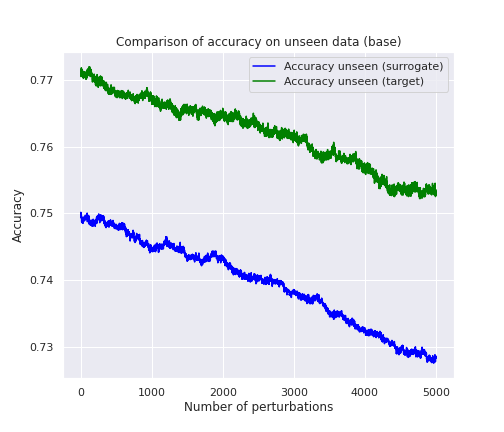 Comparison of accuracy on unseen data (base)
Accuracy unseen (surrogate)
Accuracy unseen (target)
0.77
0.76
0.75
0.74
0.73
Accuracy
0 1000 2000 3000 4000 5000
Number of perturbations